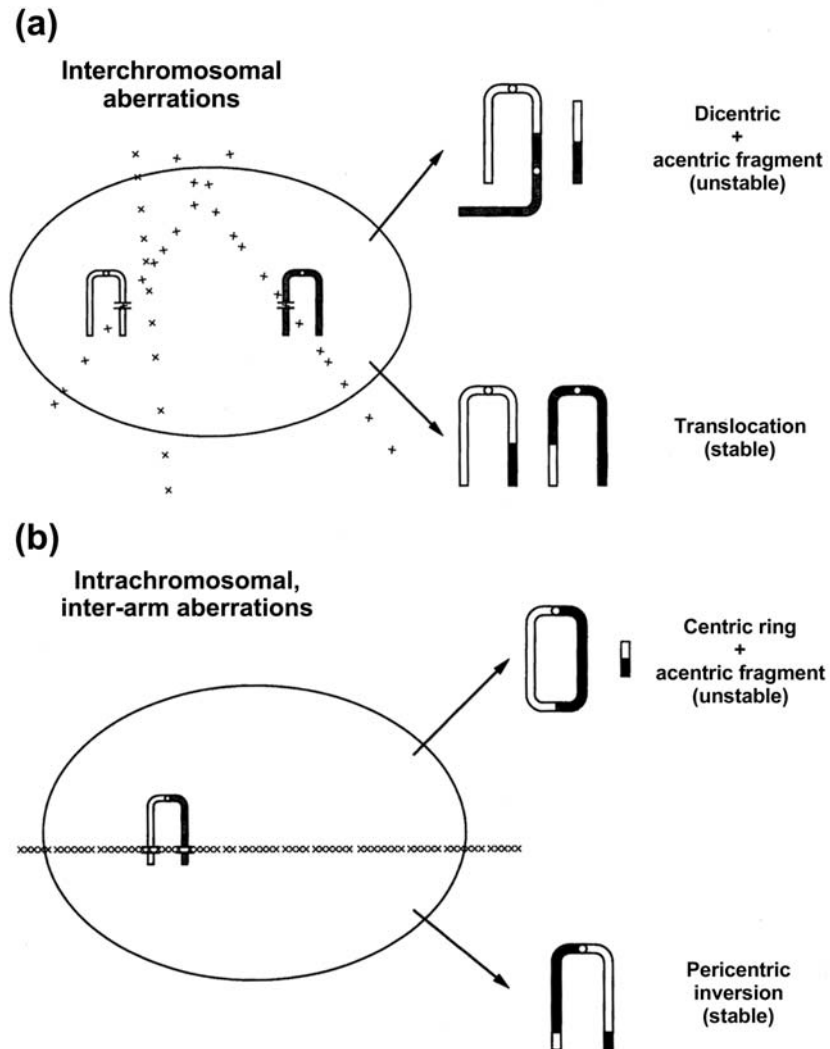 (a)
Interchromosomal
aberrations
Dicentric
+
acentric fragment
(unstable)
Translocation
(stable)
(b)
Intrachromosomal,
inter-arm aberrations
Centric ring
+
acentric fragment
(unstable)
Pericentric
inversion
(stable)